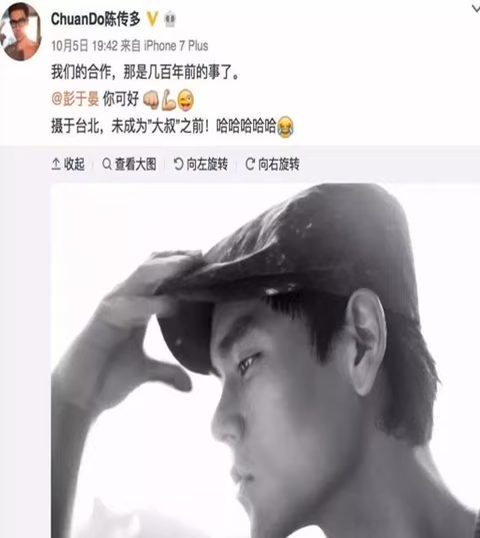 ChuanDo陈传多
10月5日 19:42 来自 iPhone 7 Plus
我们的合作，那是几百年前的事了。
@彭于晏 你可好 👊💪😜
摄于台北，未成为"大叔"之前！哈哈哈哈哈😂
收起 查看大图 向左旋转 向右旋转